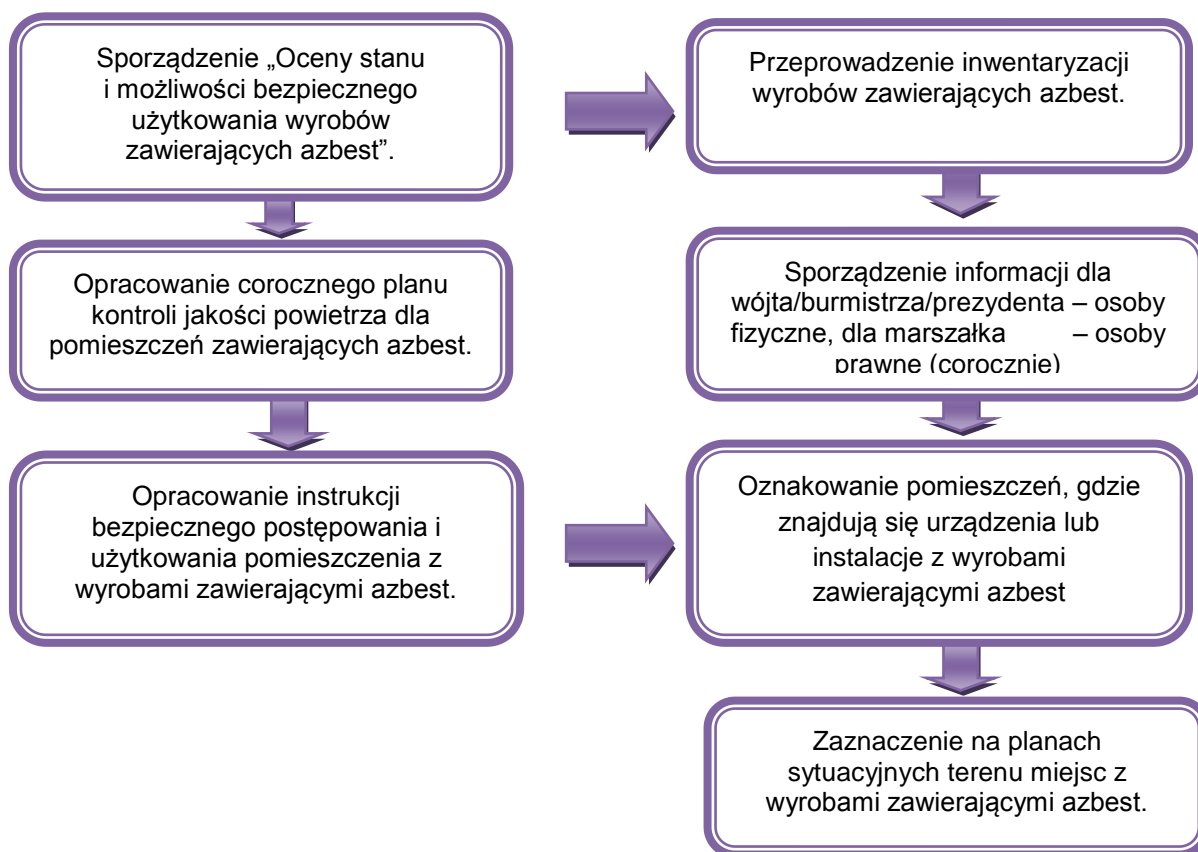 Sporządzenie „Oceny stanu
i możliwości bezpiecznego
użytkowania wyrobów
zawierających azbest”.
Przeprowadzenie inwentaryzacji
wyrobów zawierających azbest.
Opracowanie corocznego planu
kontroli jakości powietrza dla
pomieszczeń zawierających azbest.
Sporządzenie informacji dla
wójta/burmistrza/prezydenta – osoby
fizyczne, dla marszałka – osoby
prawne (corocznie)
Opracowanie instrukcji
bezpiecznego postępowania i
użytkowania pomieszczenia z
wyrobami zawierającymi azbest.
Oznakowanie pomieszczeń, gdzie
znajdują się urządzenia lub
instalacje z wyrobami
zawierającymi azbest
Zaznaczenie na planach
sytuacyjnych terenu miejsc z
wyrobami zawierającymi azbest.